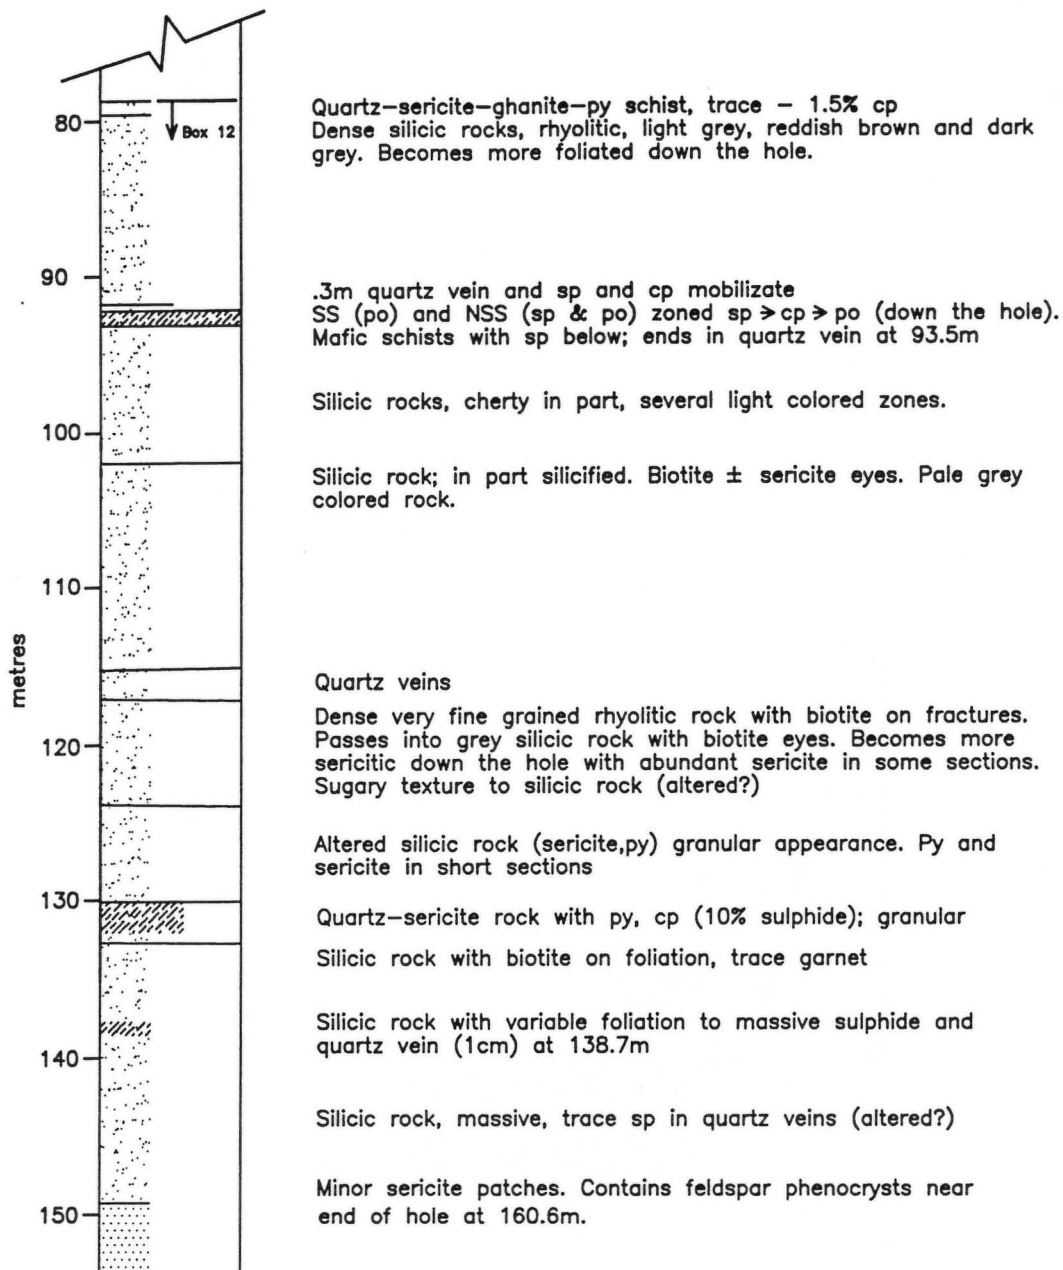 80
Box 12
Quartz-sericite-ghanite-py schist, trace - 1.5% cp
Dense silicic rocks, rhyolitic, light grey, reddish brown and dark
grey. Becomes more foliated down the hole.
90
.3m quartz vein and sp and cp mobilizate
SS (po) and NSS (sp & po) zoned sp > cp > po (down the hole).
Mafic schists with sp below; ends in quartz vein at 93.5m
Silicic rocks, cherty in part, several light colored zones.
100
Silicic rock; in part silicified. Biotite ± sericite eyes. Pale grey
colored rock.
110
metres
Quartz veins
Dense very fine grained rhyolitic rock with biotite on fractures.
Passes into grey silicic rock with biotite eyes. Becomes more
120
sericitic down the hole with abundant sericite in some sections.
Sugary texture to silicic rock (altered?)
Altered silicic rock (sericite,py) granular appearance. Py and
sericite in short sections
130
Quartz-sericite rock with py, cp (10% sulphide); granular
Silicic rock with biotite on foliation, trace garnet
Silicic rock with variable foliation to massive sulphide and
quartz vein (1cm) at 138.7m
140
Silicic rock, massive, trace sp in quartz veins (altered?)
Minor sericite patches. Contains feldspar phenocrysts near
end of hole at 160.6m.
150